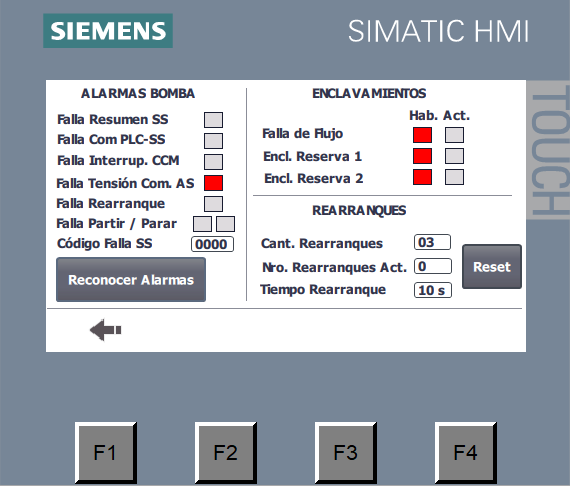 SIEMENS
SIMATIC HMI
TOUCH
ALARMAS BOMBA
Falla Resumen SS
Falla Com PLC-SS
Falla Interrup. CCM
Falla Tensión Com. AS
Falla Rearranque
Falla Partir / Parar
Código Falla SS 0000
Reconocer Alarmas
ENCLAVAMIENTOS
Hab. Act.
Falla de Flujo
Encl. Reserva 1
Encl. Reserva 2
REARRANQUES
Cant. Rearranques 03
Nro. Rearranques Act. 0
Tiempo Rearranque 10 s
Reset
F1 F2 F3 F4